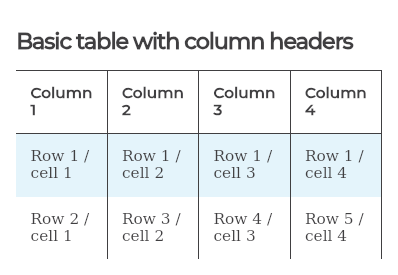 Basic table with column headers
Column 1 Column 2 Column 3 Column 4
Row 1 / cell 1 Row 1 / cell 2 Row 1 / cell 3 Row 1 / cell 4
Row 2 / cell 1 Row 3 / cell 2 Row 4 / cell 3 Row 5 / cell 4